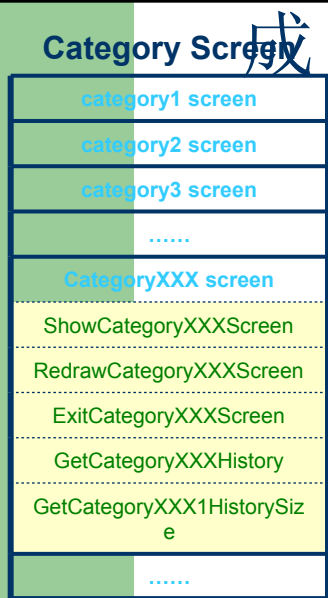 Category Screen
成
category1 screen
category2 screen
category3 screen
……
CategoryXXX screen
ShowCategoryXXXScreen
RedrawCategoryXXXScreen
ExitCategoryXXXScreen
GetCategoryXXXHistory
GetCategoryXXX1HistorySiz
e
……